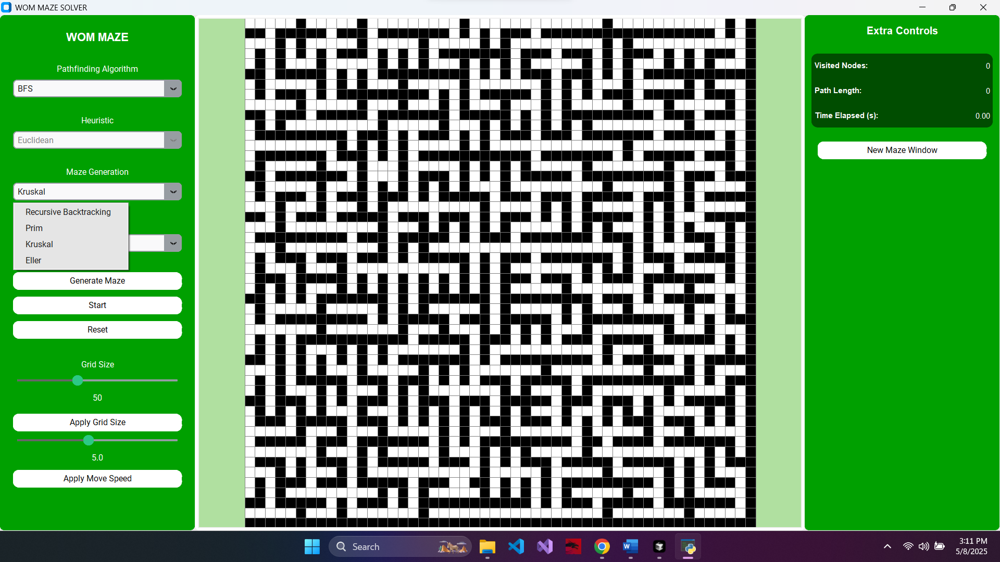 WOM MAZE SOLVER
WOM MAZE
Pathfinding Algorithm
BFS
Heuristic
Euclidean
Maze Generation
Kruskal
Recursive Backtracking
Prim
Kruskal
Eller
Generate Maze
Start
Reset
Grid Size
50
Apply Grid Size
5.0
Apply Move Speed
Extra Controls
Visited Nodes: 0
Path Length: 0
Time Elapsed (s): 0.00
New Maze Window
Search
3:11 PM
5/8/2025